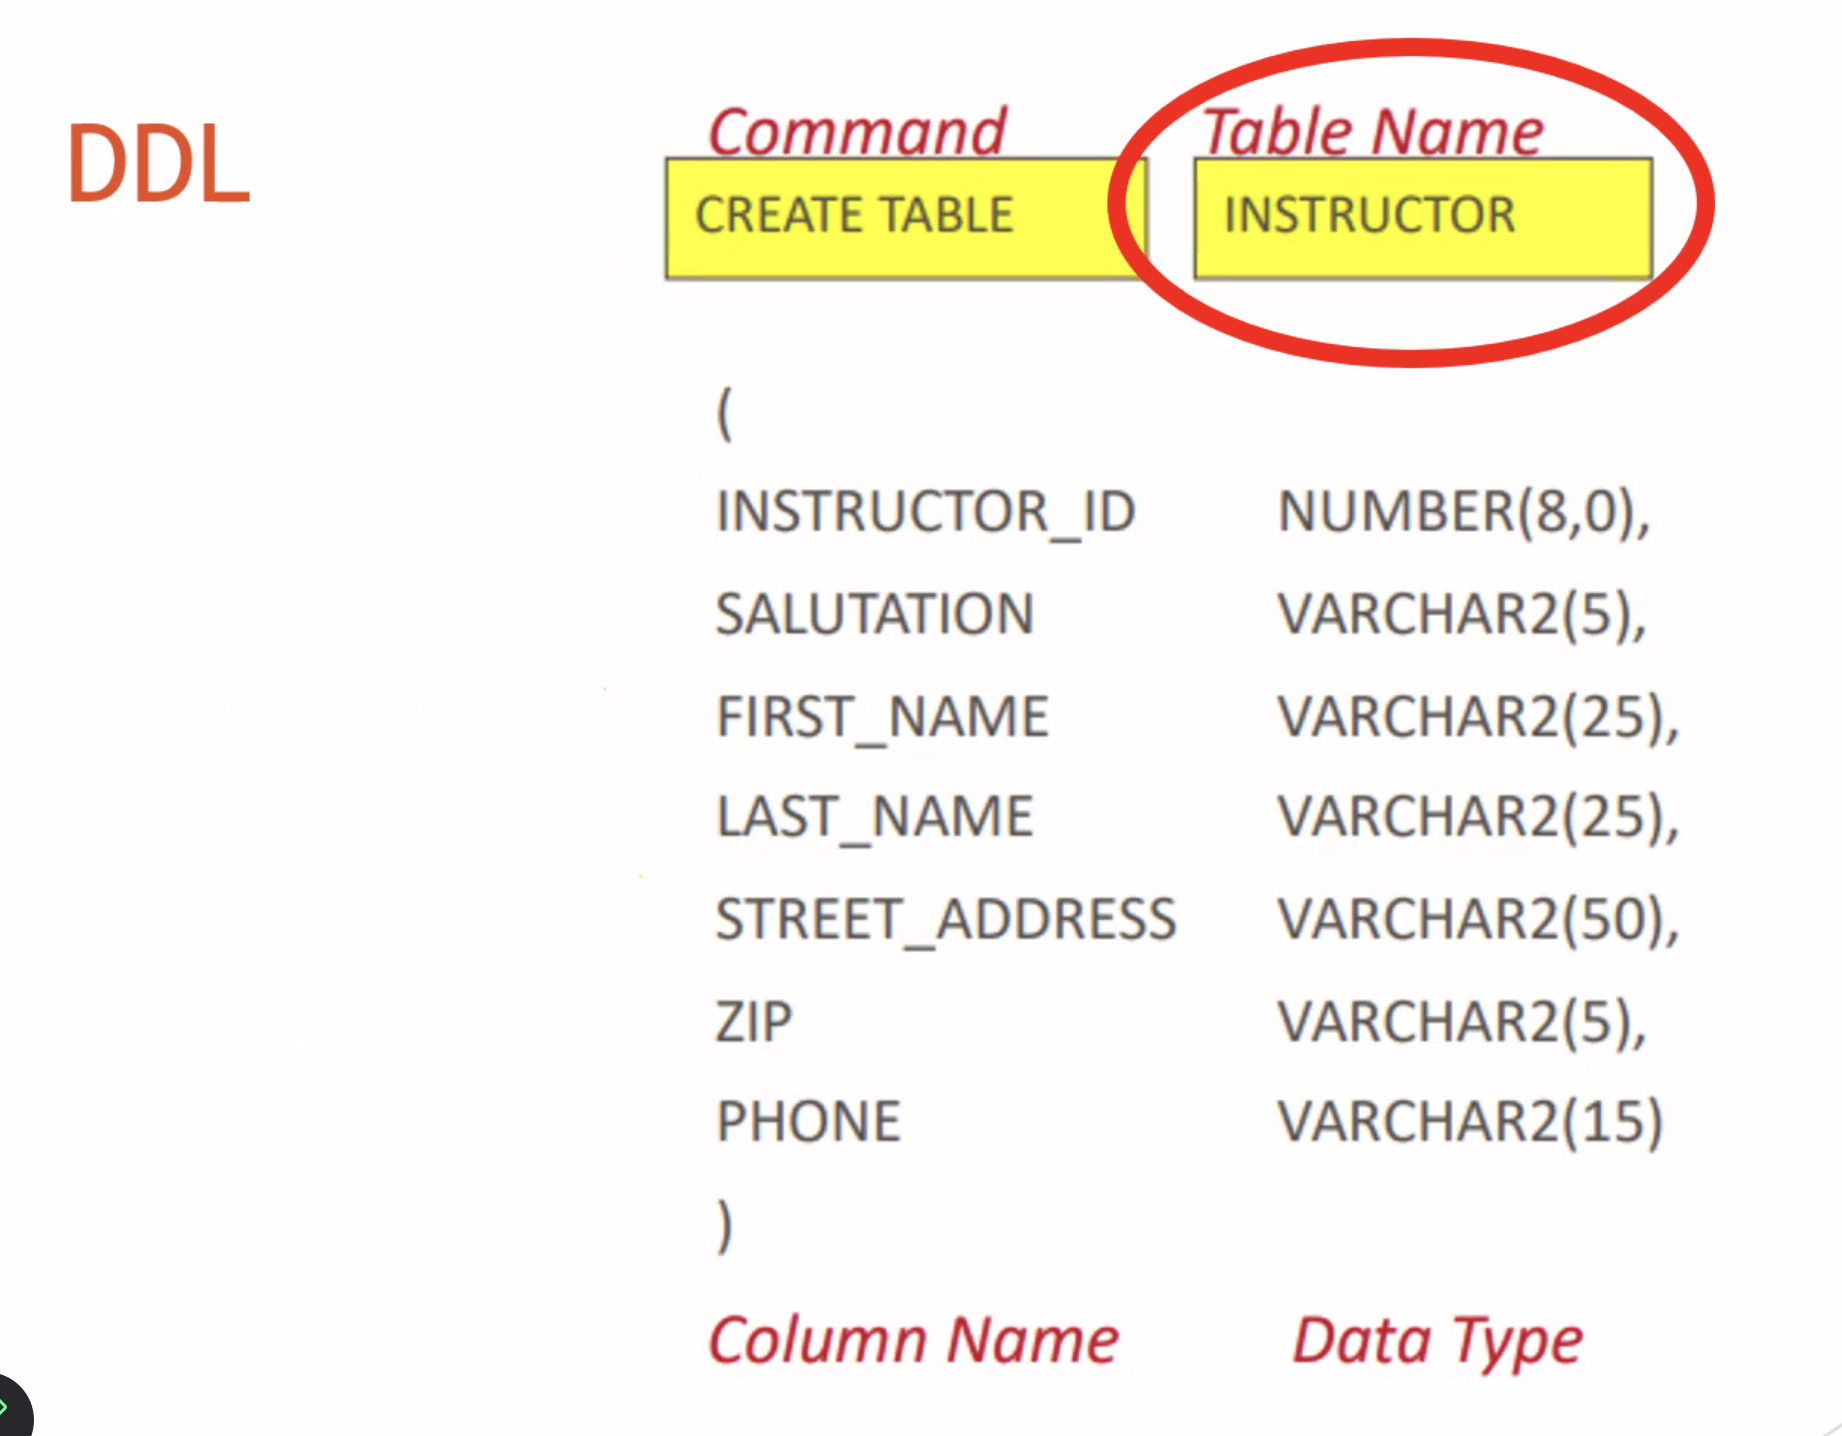 DDL
Command Table Name
CREATE TABLE INSTRUCTOR
(
INSTRUCTOR_ID NUMBER(8,0),
SALUTATION VARCHAR2(5),
FIRST_NAME VARCHAR2(25),
LAST_NAME VARCHAR2(25),
STREET_ADDRESS VARCHAR2(50),
ZIP VARCHAR2(5),
PHONE VARCHAR2(15)
)
Column Name Data Type